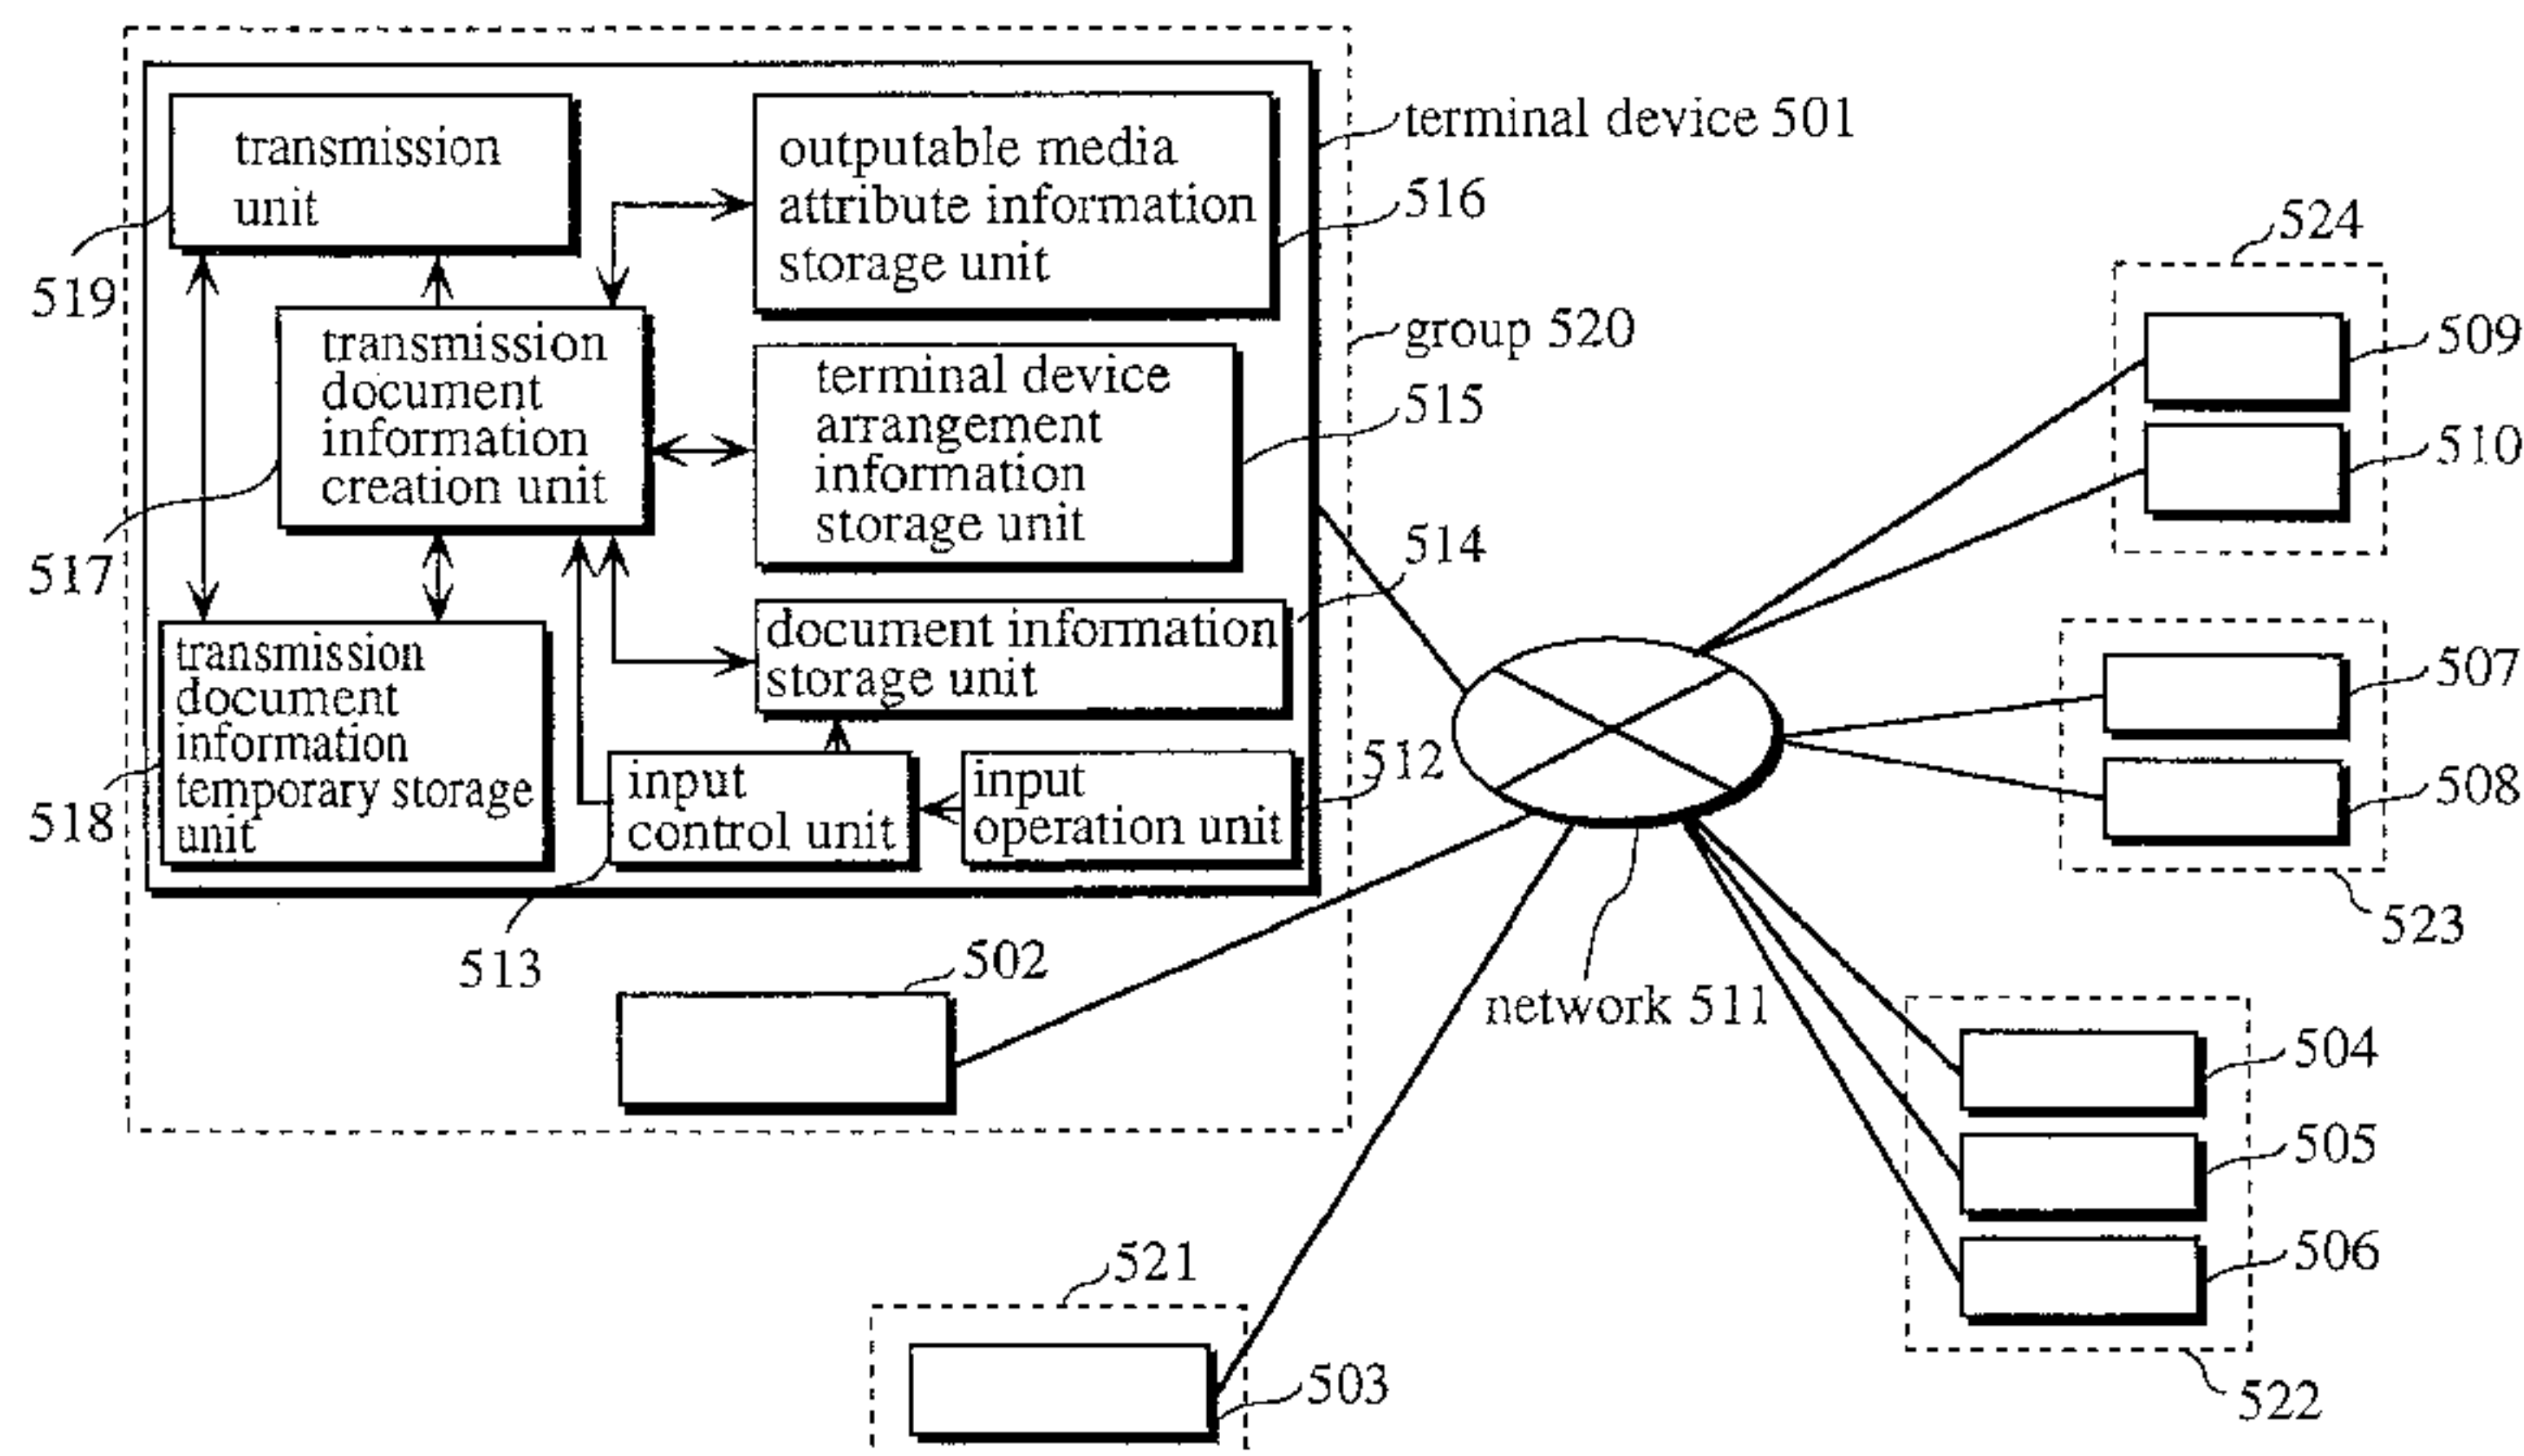 transmission
unit
outputable media
attribute information
storage unit
terminal device 501
516
519
transmission
document
information
creation unit
group 520
terminal device
arrangement
information
storage unit
515
517
514
transmission
document
information
temporary storage
unit
document information
storage unit
518
input
control unit
input
operation unit
512
513
502
network 511
524
509
510
507
508
523
504
505
506
522
521
503